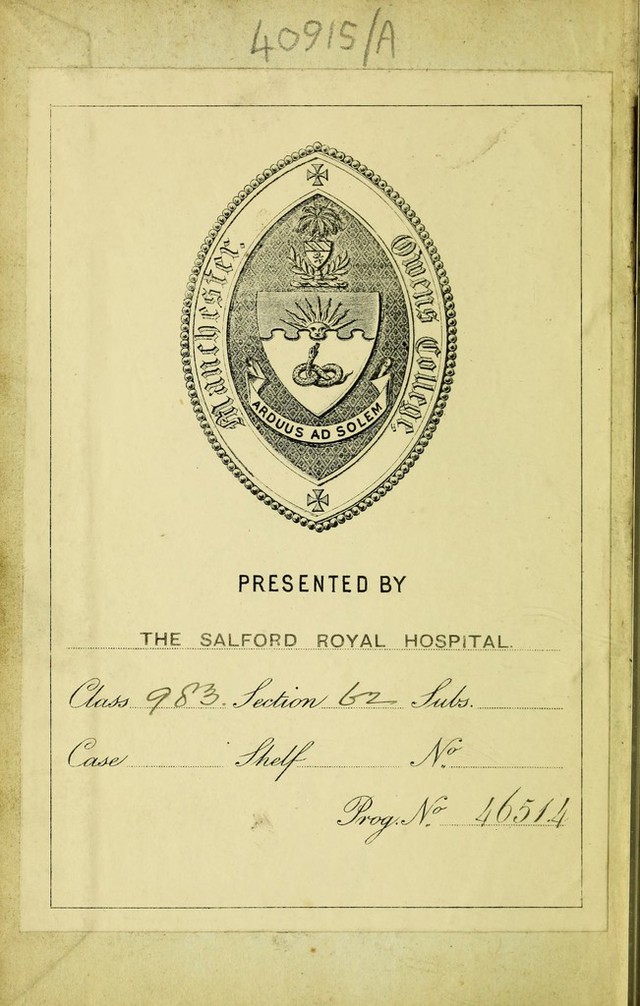 40915/A
Owens College,
Manchester.
ARDUUS AD SOLEM
PRESENTED BY
THE SALFORD ROYAL HOSPITAL.
Class 983. Section 62 Subs.
Case Shelf No
Prog. No 46514